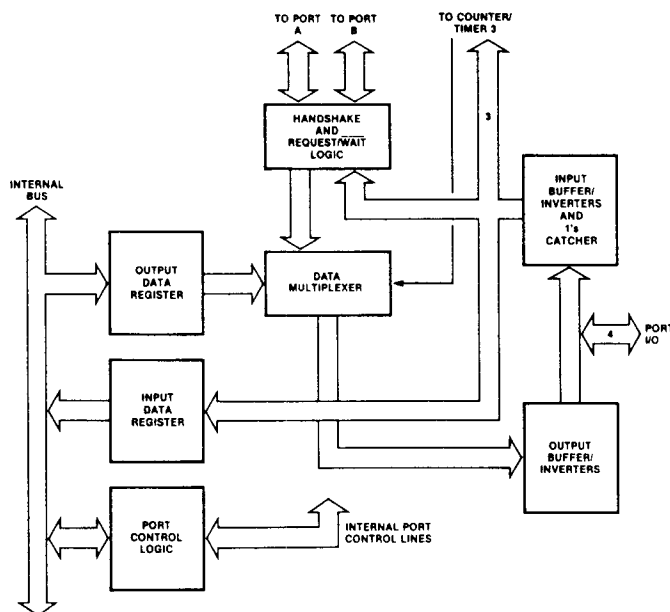 TO PORT
A
TO PORT
B
TO COUNTER/
TIMER 3
HANDSHAKE
AND
REQUEST/WAIT
LOGIC
3
INPUT
BUFFER/
INVERTERS
AND
1's
CATCHER
INTERNAL
BUS
OUTPUT
DATA
REGISTER
DATA
MULTIPLEXER
4
PORT
I/O
INPUT
DATA
REGISTER
OUTPUT
BUFFER/
INVERTERS
PORT
CONTROL
LOGIC
INTERNAL PORT
CONTROL LINES